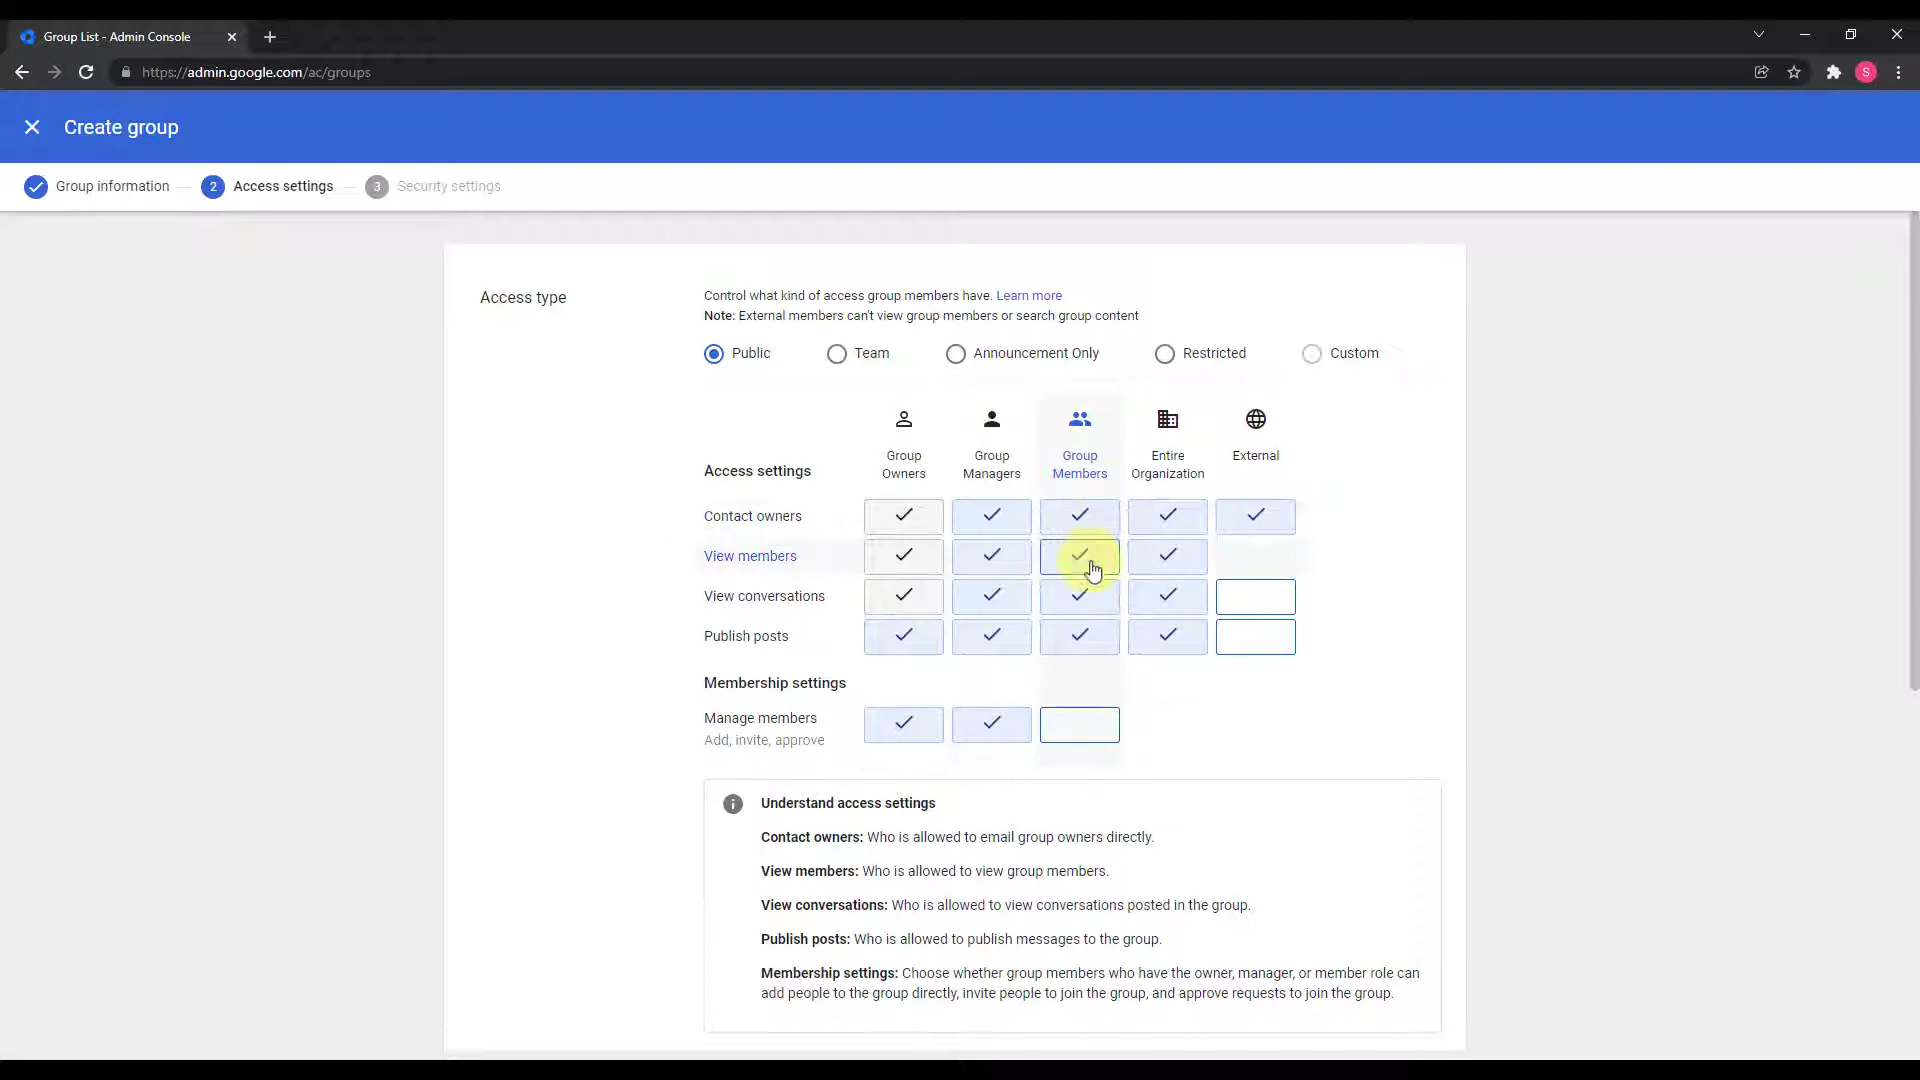 Group List - Admin Console
https://admin.google.com/ac/groups
S
Create group
Group information
2 Access settings
3 Security settings
Access type
Control what kind of access group members have. Learn more
Note: External members can't view group members or search group content
Public
Team
Announcement Only
Restricted
Custom
Access settings
Group Owners
Group Managers
Group Members
Entire Organization
External
Contact owners
View members
View conversations
Publish posts
Membership settings
Manage members
Add, invite, approve
Understand access settings
Contact owners: Who is allowed to email group owners directly.
View members: Who is allowed to view group members.
View conversations: Who is allowed to view conversations posted in the group.
Publish posts: Who is allowed to publish messages to the group.
Membership settings: Choose whether group members who have the owner, manager, or member role can
add people to the group directly, invite people to join the group, and approve requests to join the group.